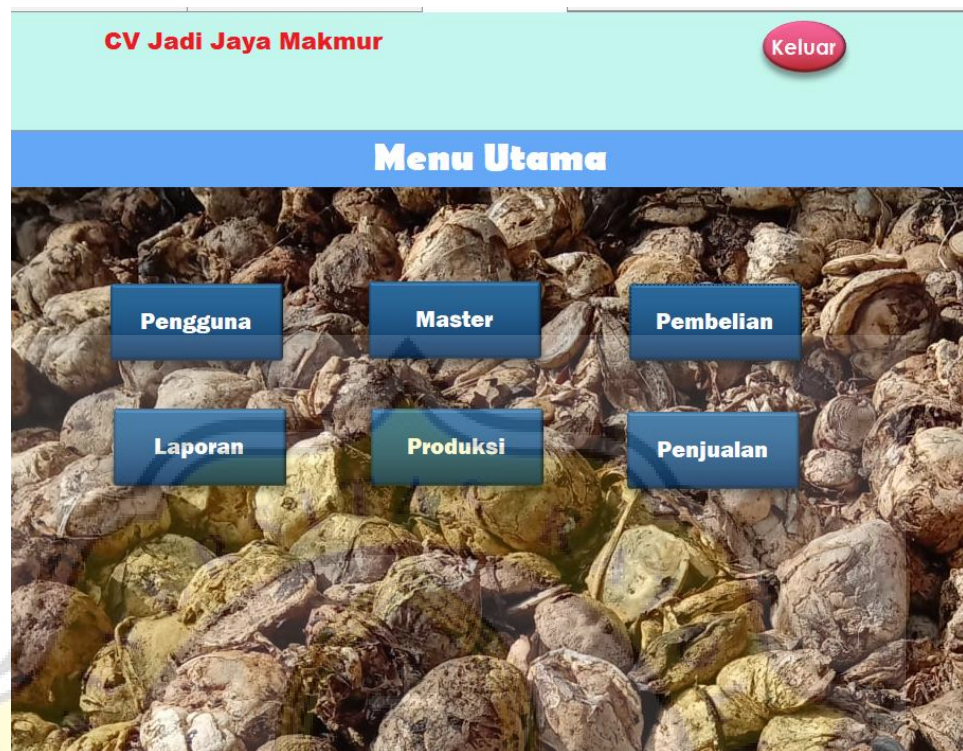 CV Jadi Jaya Makmur
Keluar
Menu Utama
Pengguna
Master
Pembelian
Laporan
Produksi
Penjualan